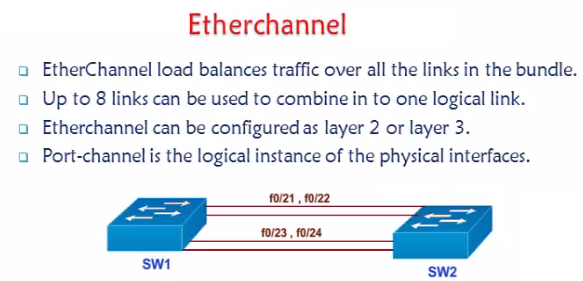 Etherchannel
EtherChannel load balances traffic over all the links in the bundle.
Up to 8 links can be used to combine in to one logical link.
Etherchannel can be configured as layer 2 or layer 3.
Port-channel is the logical instance of the physical interfaces.
f0/21 , f0/22
f0/23 , f0/24
SW1
SW2